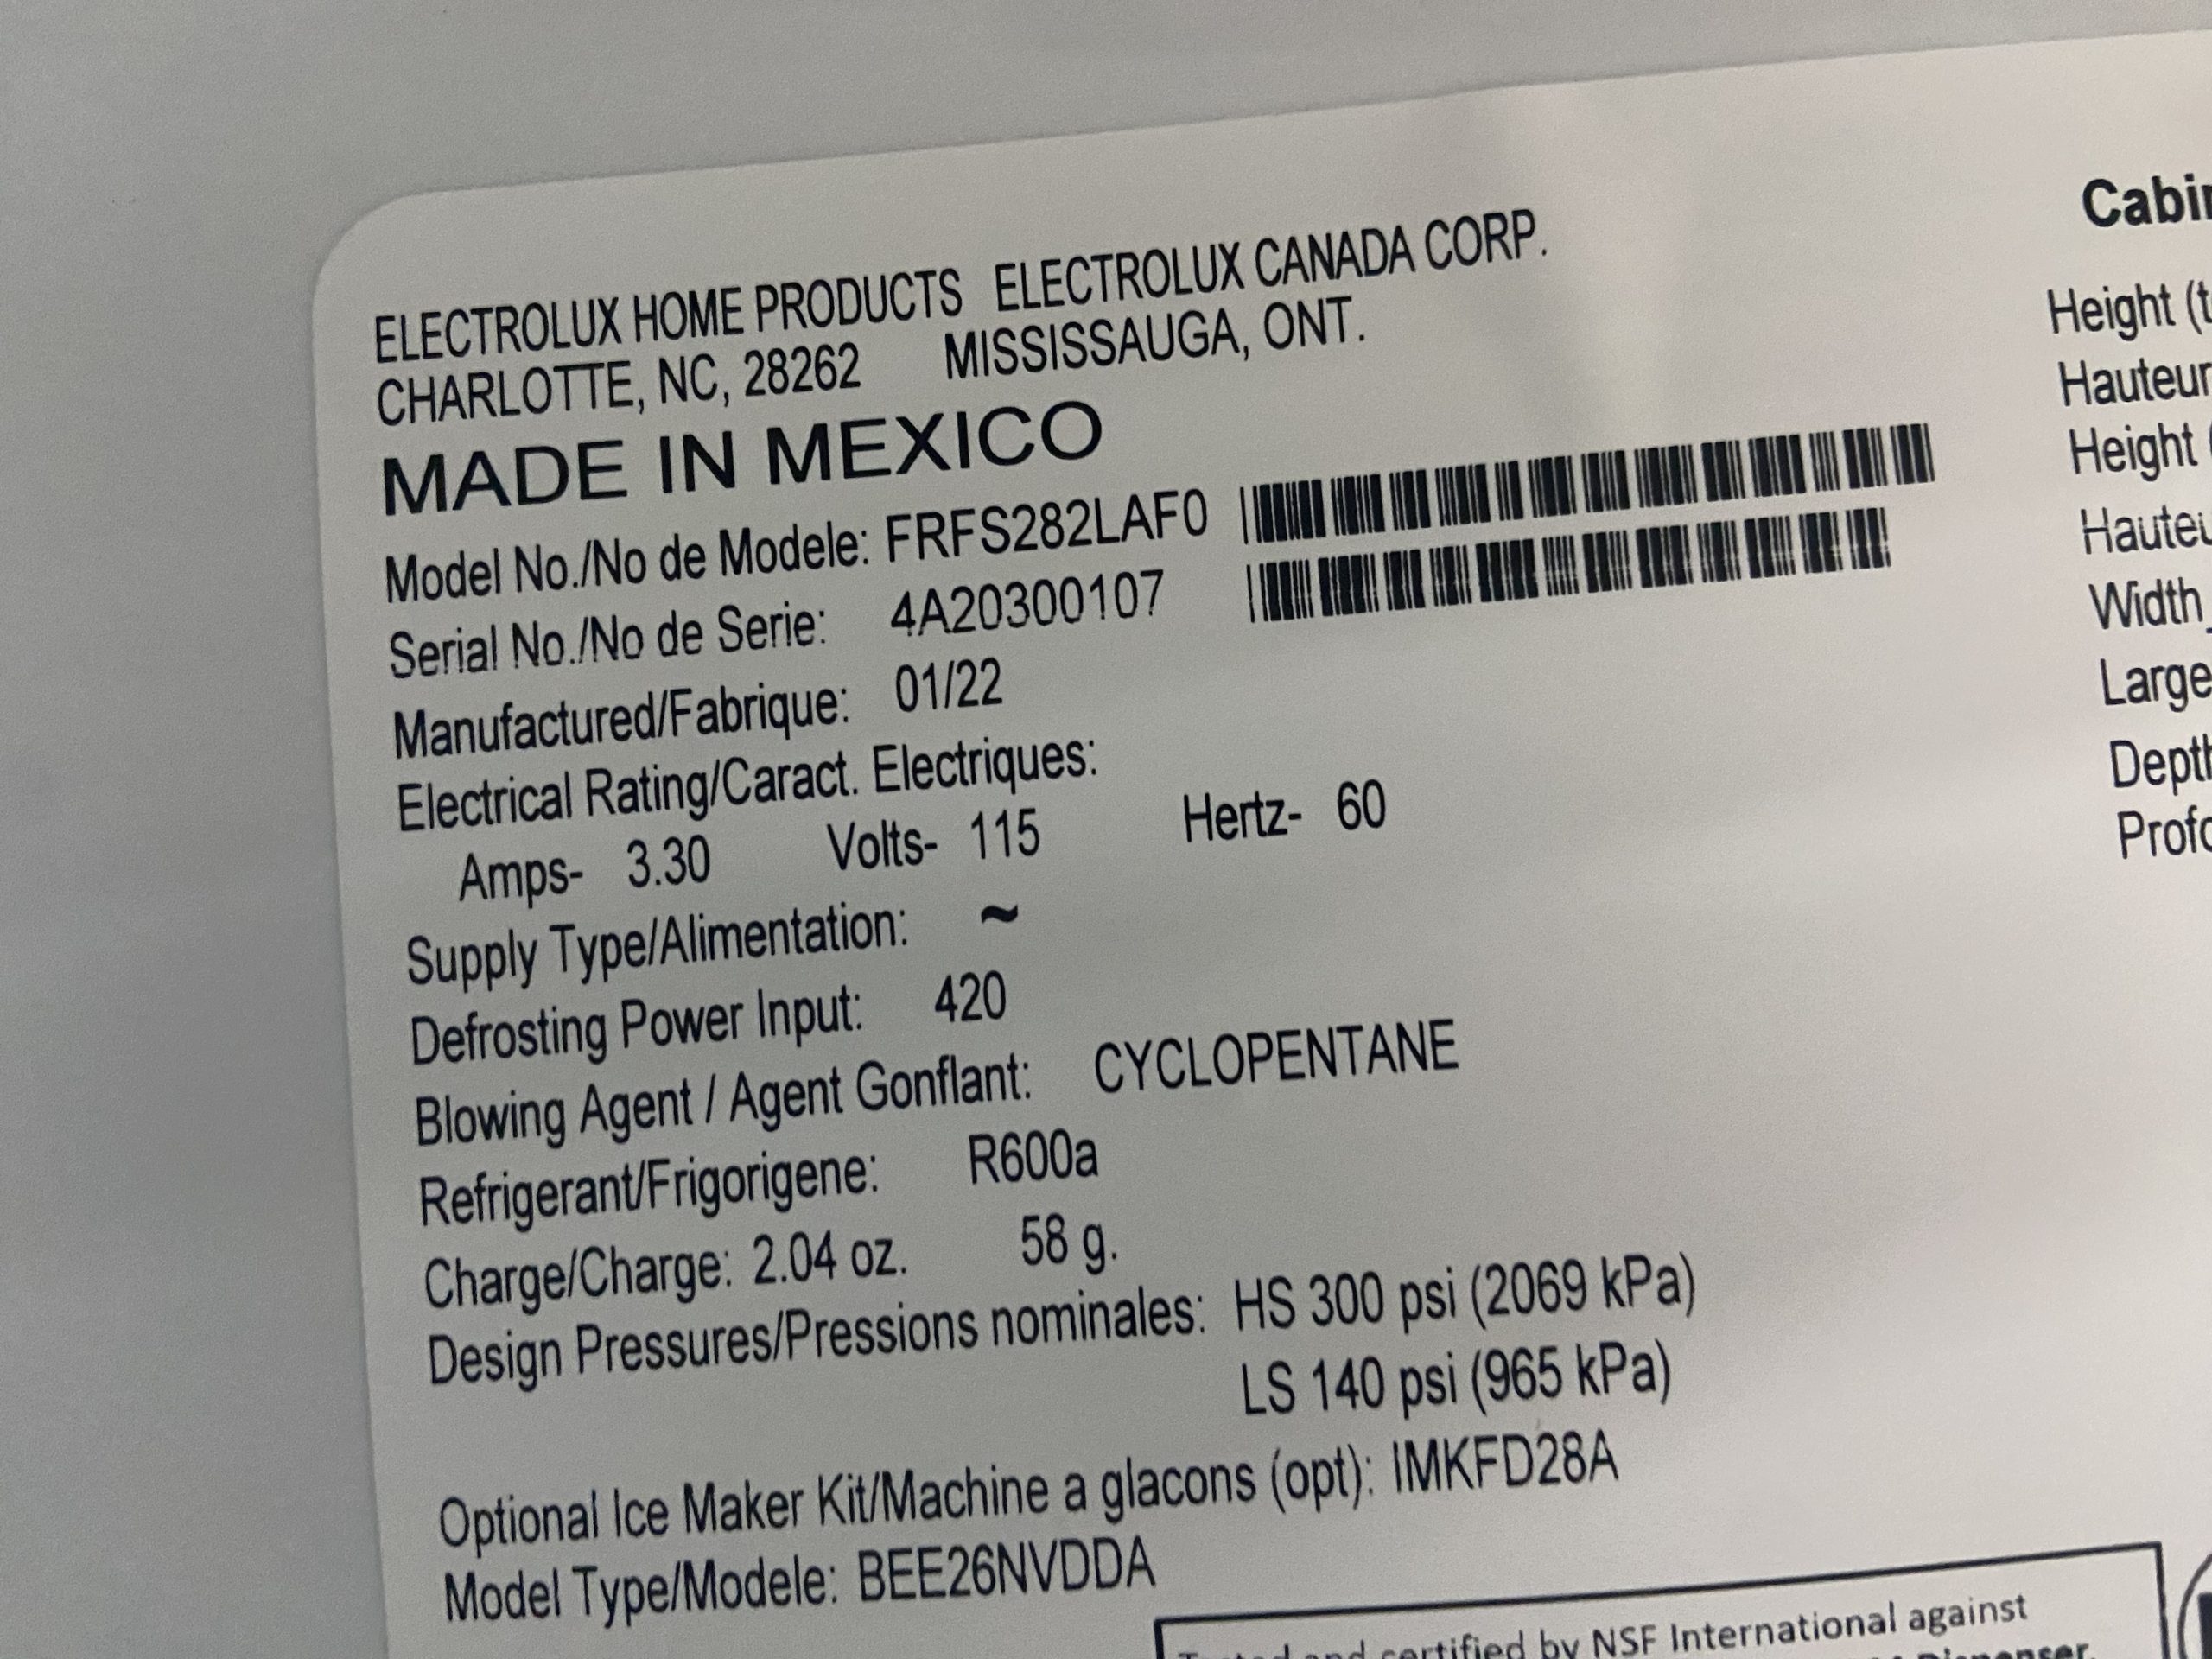 ELECTROLUX HOME PRODUCTS ELECTROLUX CANADA CORP.
CHARLOTTE, NC, 28262 MISSISSAUGA, ONT.
MADE IN MEXICO
Model No./No de Modele: FRFS282LAF0
Serial No./No de Serie: 4A20300107
Manufactured/Fabrique: 01/22
Electrical Rating/Caract. Electriques:
Amps- 3.30 Volts- 115 Hertz- 60
Supply Type/Alimentation: ~
Defrosting Power Input: 420
Blowing Agent / Agent Gonflant: CYCLOPENTANE
Refrigerant/Frigorigene: R600a
Charge/Charge: 2.04 oz. 58 g.
Design Pressures/Pressions nominales: HS 300 psi (2069 kPa)
LS 140 psi (965 kPa)
Optional Ice Maker Kit/Machine a glacons (opt): IMKFD28A
Model Type/Modele: BEE26NVDDA
and certified by NSF International against
Height
Hauteur
Height
Width